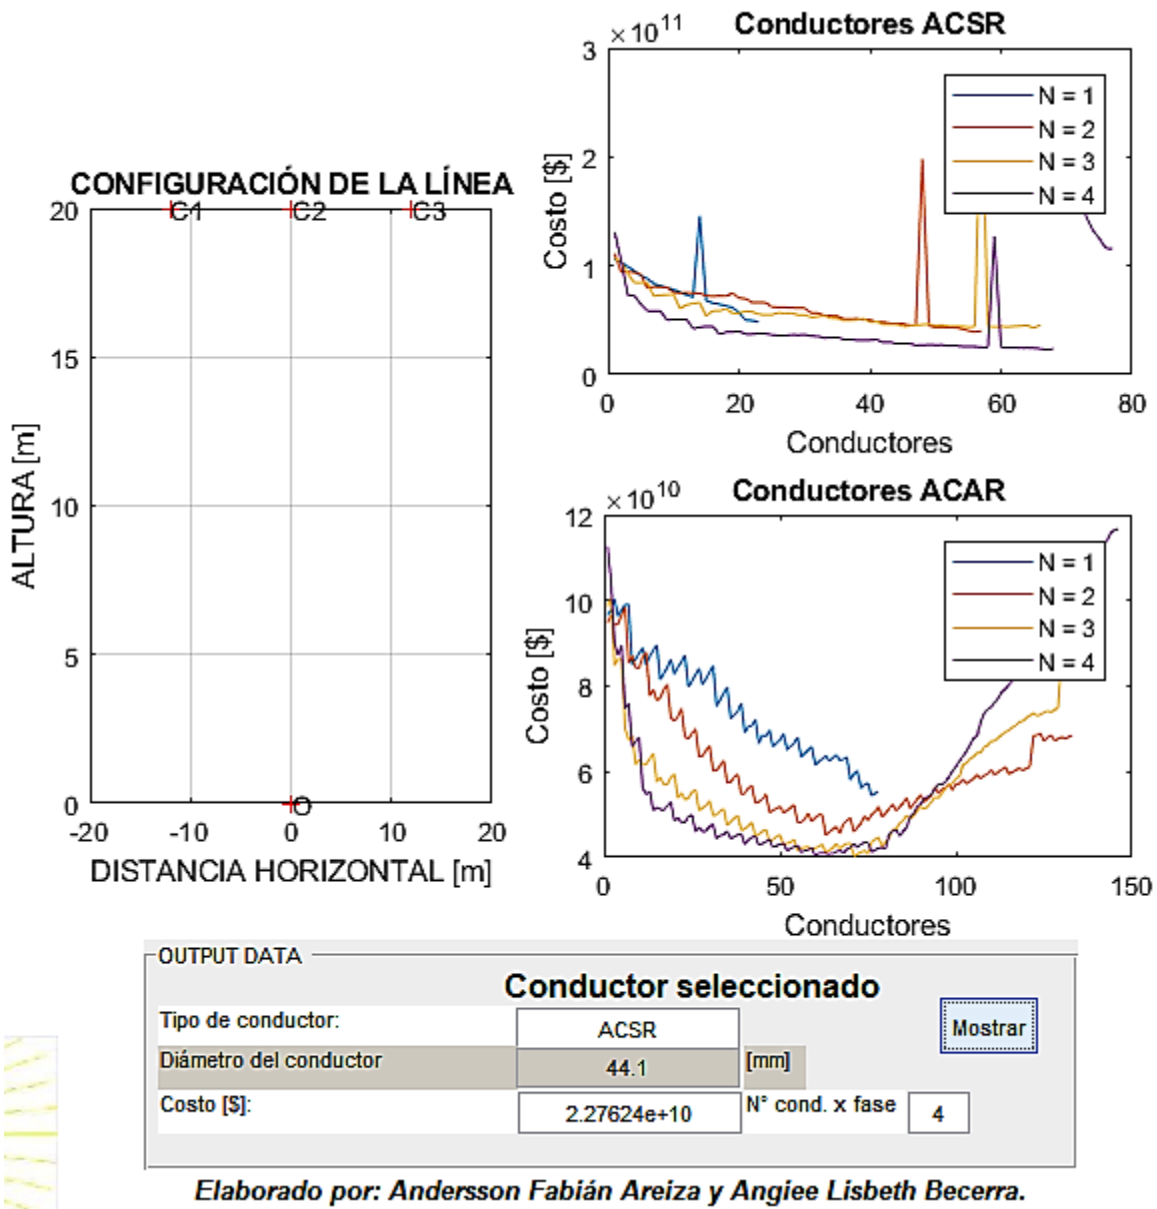 Conductores ACSR
×10^11
3
2
1
0
Costo [$]
N = 1
N = 2
N = 3
N = 4
0 20 40 60 80
Conductores
CONFIGURACIÓN DE LA LÍNEA
20
15
10
5
0
ALTURA [m]
C1 C2 C3
O
-20 -10 0 10 20
DISTANCIA HORIZONTAL [m]
Conductores ACAR
×10^10
12
10
8
6
4
Costo [$]
N = 1
N = 2
N = 3
N = 4
0 50 100 150
Conductores
OUTPUT DATA
Conductor seleccionado
Tipo de conductor: ACSR
Mostrar
Diámetro del conductor 44.1 [mm]
Costo [$]: 2.27624e+10 N° cond. x fase 4
Elaborado por: Andersson Fabián Areiza y Angiee Lisbeth Becerra.